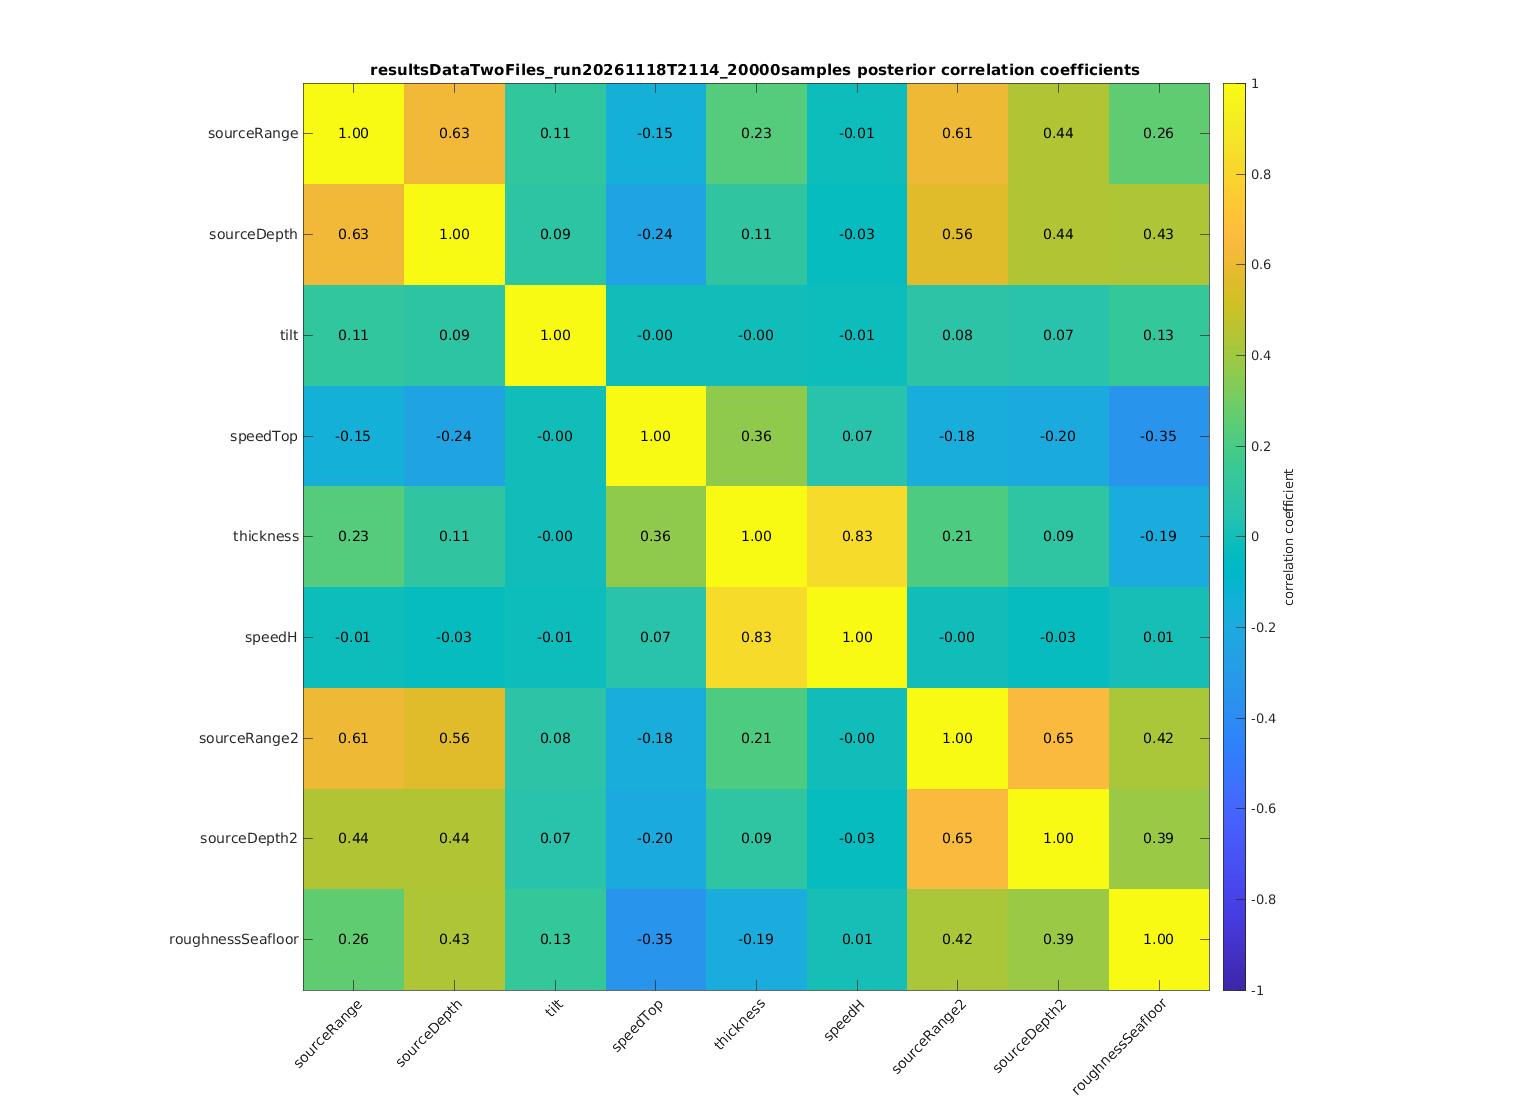 resultsDataTwoFiles_run20261118T2114_20000samples posterior correlation coefficients
sourceRange 1.00 0.63 0.11 -0.15 0.23 -0.01 0.61 0.44 0.26
sourceDepth 0.63 1.00 0.09 -0.24 0.11 -0.03 0.56 0.44 0.43
tilt 0.11 0.09 1.00 -0.00 -0.00 -0.01 0.08 0.07 0.13
speedTop -0.15 -0.24 -0.00 1.00 0.36 0.07 -0.18 -0.20 -0.35
thickness 0.23 0.11 -0.00 0.36 1.00 0.83 0.21 0.09 -0.19
speedH -0.01 -0.03 -0.01 0.07 0.83 1.00 -0.00 -0.03 0.01
sourceRange2 0.61 0.56 0.08 -0.18 0.21 -0.00 1.00 0.65 0.42
sourceDepth2 0.44 0.44 0.07 -0.20 0.09 -0.03 0.65 1.00 0.39
roughnessSeafloor 0.26 0.43 0.13 -0.35 -0.19 0.01 0.42 0.39 1.00
sourceRange sourceDepth tilt speedTop thickness speedH sourceRange2 sourceDepth2 roughnessSeafloor
1
0.8
0.6
0.4
0.2
0
-0.2
-0.4
-0.6
-0.8
-1
correlation coefficient